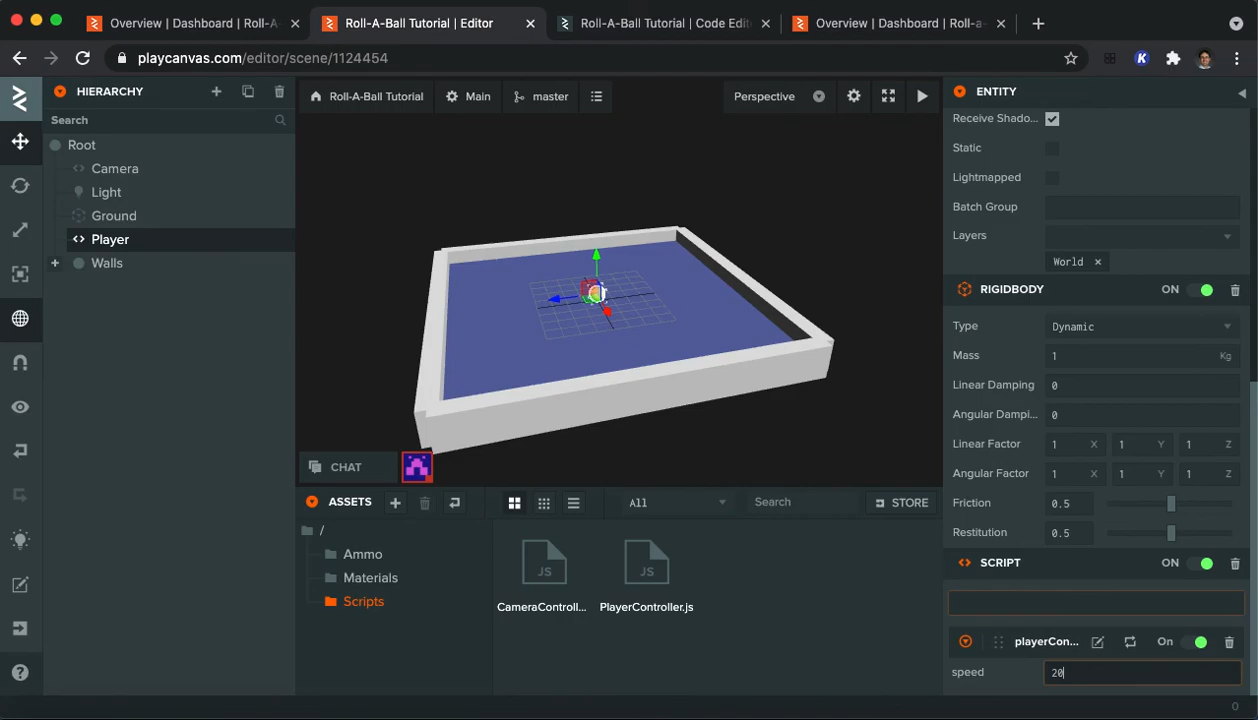 Overview | Dashboard | Roll-A-
Roll-A-Ball Tutorial | Editor
Roll-A-Ball Tutorial | Code Edit
Overview | Dashboard | Roll-a-
playcanvas.com/editor/scene/1124454
K
HIERARCHY
Search
Root
Camera
Light
Ground
Player
Walls
Roll-A-Ball Tutorial
Main
master
Perspective
CHAT
ASSETS
All
Search
STORE
/
Ammo
Materials
Scripts
JS
CameraControll...
JS
PlayerController.js
ENTITY
Receive Shado...
Static
Lightmapped
Batch Group
Layers
World
RIGIDBODY
ON
Type
Dynamic
Mass
1
Kg
Linear Damping
0
Angular Dampi...
0
Linear Factor
1 X 1 Y 1 Z
Angular Factor
1 X 1 Y 1 Z
Friction
0.5
Restitution
0.5
SCRIPT
ON
playerCon...
On
speed
20
0